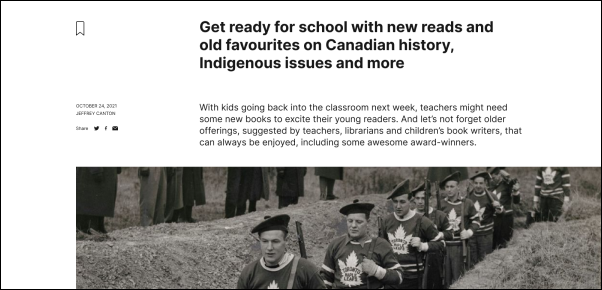 Get ready for school with new reads and
old favourites on Canadian history,
Indigenous issues and more
OCTOBER 24, 2021
JEFFREY CANTON
Share
With kids going back into the classroom next week, teachers might need
some new books to excite their young readers. And let's not forget older
offerings, suggested by teachers, librarians and children's book writers, that
can always be enjoyed, including some awesome award-winners.
TORONTO
MAPLE
LEAFS
TORONTO